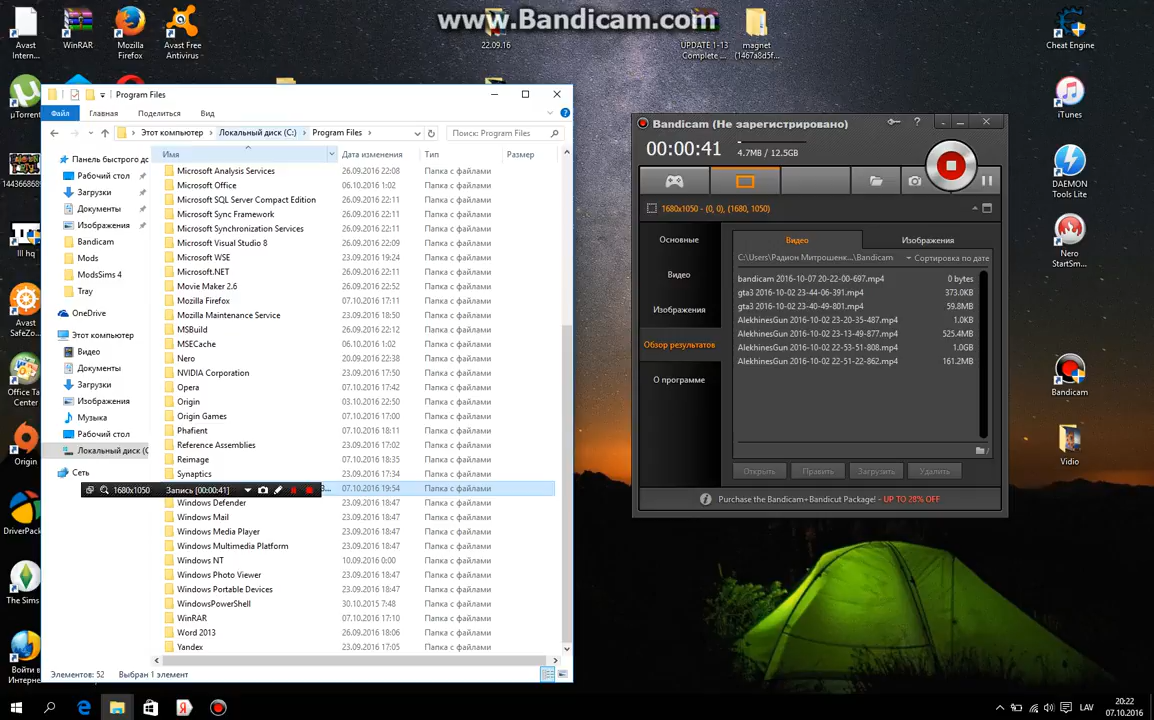 www.Bandicam.com
Avast
Intern...
WinRAR
Mozilla
Firefox
Avast Free
Antivirus
22.09.16
UPDATE 1-13
Complete ...
magnet
(1467a8d5f...
Cheat Engine
µTorrent
1443668689
III hq
Avast
SafeZo...
Office Ta
Center
Origin
DriverPack
The Sims
Войти в
Интернет
iTunes
DAEMON
Tools Lite
Nero
StartSm...
Bandicam
Vidio
Program Files
Файл
Главная
Поделиться
Вид
Этот компьютер
Локальный диск (C:)
Program Files
Поиск: Program Files
Панель быстрого до
Рабочий стол
Загрузки
Документы
Изображения
Bandicam
Mods
ModsSims 4
Tray
OneDrive
Этот компьютер
Видео
Документы
Загрузки
Изображения
Музыка
Рабочий стол
Локальный диск (C
Сеть
Имя Дата изменения Тип Размер
Microsoft Analysis Services 26.09.2016 22:08 Папка с файлами
Microsoft Office 06.10.2016 1:02 Папка с файлами
Microsoft SQL Server Compact Edition 26.09.2016 22:11 Папка с файлами
Microsoft Sync Framework 26.09.2016 22:11 Папка с файлами
Microsoft Synchronization Services 26.09.2016 22:11 Папка с файлами
Microsoft Visual Studio 8 26.09.2016 22:09 Папка с файлами
Microsoft WSE 23.09.2016 19:24 Папка с файлами
Microsoft.NET 26.09.2016 22:11 Папка с файлами
Movie Maker 2.6 26.09.2016 22:52 Папка с файлами
Mozilla Firefox 07.10.2016 17:11 Папка с файлами
Mozilla Maintenance Service 23.09.2016 18:50 Папка с файлами
MSBuild 26.09.2016 22:12 Папка с файлами
MSECache 06.10.2016 1:02 Папка с файлами
Nero 26.09.2016 22:38 Папка с файлами
NVIDIA Corporation 23.09.2016 17:50 Папка с файлами
Opera 07.10.2016 17:42 Папка с файлами
Origin 03.10.2016 22:50 Папка с файлами
Origin Games 07.10.2016 17:00 Папка с файлами
Phafient 07.10.2016 18:11 Папка с файлами
Reference Assemblies 23.09.2016 17:02 Папка с файлами
Reimage 07.10.2016 18:35 Папка с файлами
Synaptics 23.09.2016 17:34 Папка с файлами
1680x1050 Запись [00:00:41] 3... 07.10.2016 19:54 Папка с файлами
Windows Defender 23.09.2016 18:47 Папка с файлами
Windows Mail 23.09.2016 18:47 Папка с файлами
Windows Media Player 23.09.2016 18:47 Папка с файлами
Windows Multimedia Platform 23.09.2016 18:47 Папка с файлами
Windows NT 10.09.2016 0:00 Папка с файлами
Windows Photo Viewer 23.09.2016 18:47 Папка с файлами
Windows Portable Devices 23.09.2016 18:47 Папка с файлами
WindowsPowerShell 30.10.2015 7:48 Папка с файлами
WinRAR 07.10.2016 17:10 Папка с файлами
Word 2013 26.09.2016 18:06 Папка с файлами
Yandex 23.09.2016 17:05 Папка с файлами
Элементов: 52 Выбран 1 элемент
Bandicam (Не зарегистрировано)
00:00:41
4.7MB / 12.5GB
1680x1050 - (0, 0), (1680, 1050)
Основные
Видео
Изображения
Обзор результатов
О программе
Видео
Изображения
C:\Users\Радион Митрошенк...\Bandicam
Сортировка по дате
bandicam 2016-10-07 20-22-00-697.mp4 0 bytes
gta3 2016-10-02 23-44-06-391.mp4 373.0KB
gta3 2016-10-02 23-40-49-801.mp4 59.8MB
AlekhinesGun 2016-10-02 23-20-35-487.mp4 1.0KB
AlekhinesGun 2016-10-02 23-13-49-877.mp4 525.4MB
AlekhinesGun 2016-10-02 22-53-51-808.mp4 1.0GB
AlekhinesGun 2016-10-02 22-51-22-862.mp4 161.2MB
Открыть Править Загрузить Удалить
Purchase the Bandicam+Bandicut Package! - UP TO 28% OFF
LAV
20:22
07.10.2016